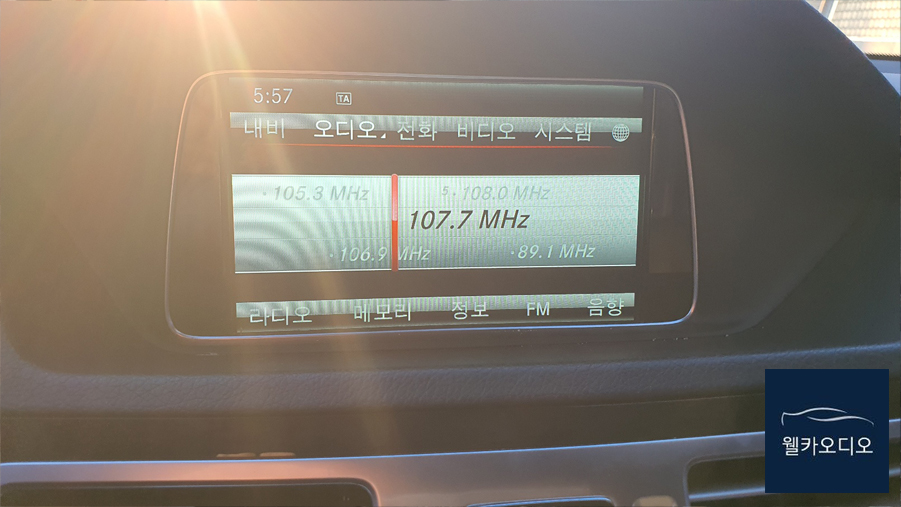 5:57 TA
내비 오디오 전화 비디오 시스템
· 105.3 MHz 5 · 108.0 MHz
107.7 MHz
· 106.9 MHz · 89.1 MHz
라디오 메모리 정보 FM 음향
웰카오디오